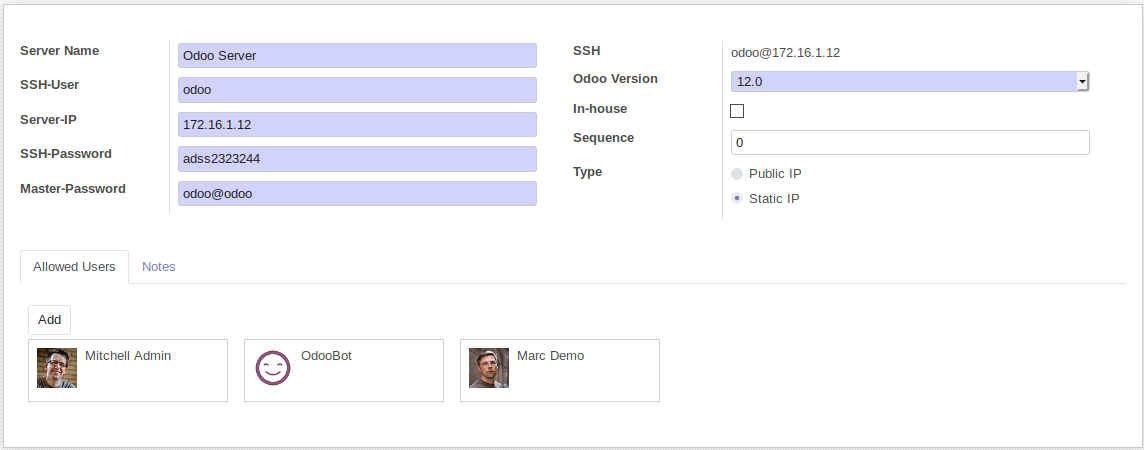 Server Name
Odoo Server
SSH-User
odoo
Server-IP
172.16.1.12
SSH-Password
adss2323244
Master-Password
odoo@odoo
SSH
odoo@172.16.1.12
Odoo Version
12.0
In-house
Sequence
0
Type
Public IP
Static IP
Allowed Users
Notes
Add
Mitchell Admin
OdooBot
Marc Demo